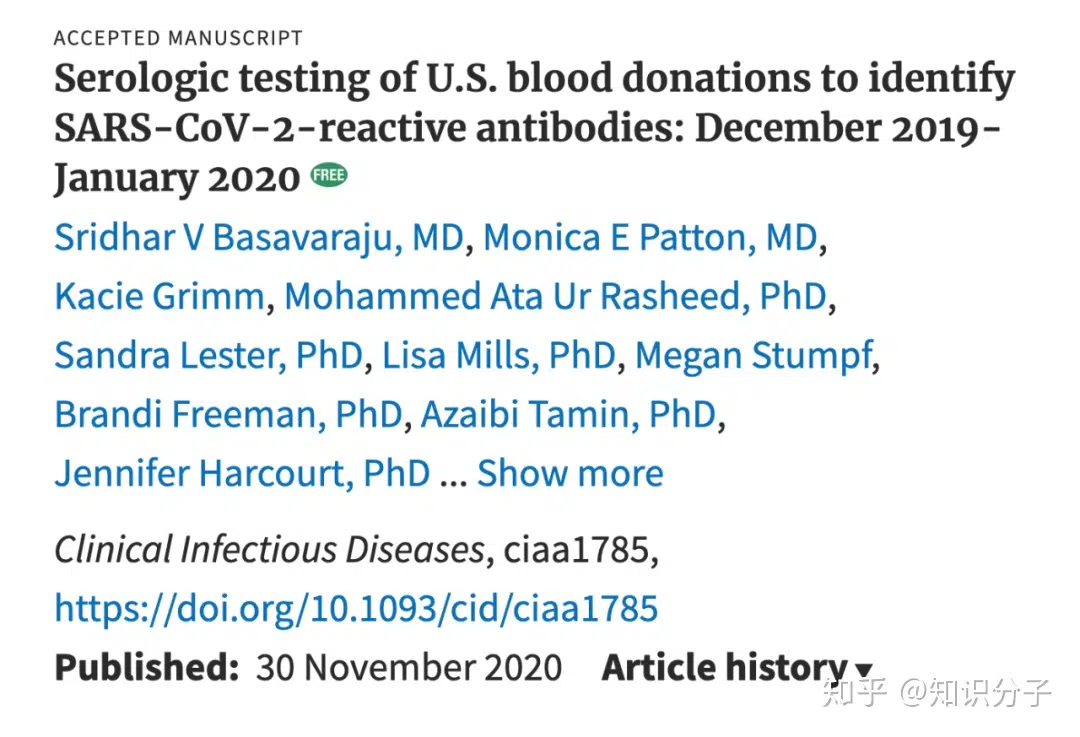 ACCEPTED MANUSCRIPT
Serologic testing of U.S. blood donations to identify
SARS-CoV-2-reactive antibodies: December 2019-
January 2020 FREE
Sridhar V Basavaraju, MD, Monica E Patton, MD,
Kacie Grimm, Mohammed Ata Ur Rasheed, PhD,
Sandra Lester, PhD, Lisa Mills, PhD, Megan Stumpf,
Brandi Freeman, PhD, Azaibi Tamin, PhD,
Jennifer Harcourt, PhD ... Show more
Clinical Infectious Diseases, ciaa1785,
https://doi.org/10.1093/cid/ciaa1785
Published: 30 November 2020 Article history
知乎 @知识分子